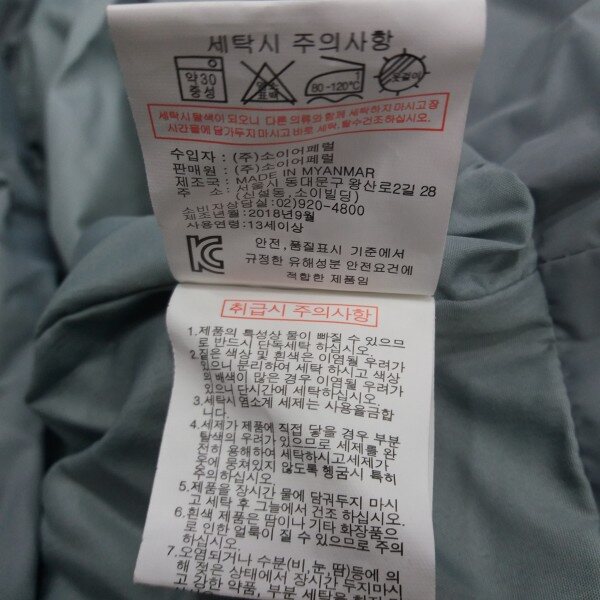 세탁시 주의사항
약30
중성
염소
표백
1
80-120℃
옷걸이
세탁시 탈색이 되오니 다른의류와 함께 세탁하지마시고 장
시간물에 담가두지마시고 바로 세탁, 탈수건조하십시오.
수입자 : (주)소이어페럴
판매원 : (주)소이어페럴
제조국 : MADE IN MYANMAR
주 소 : 서울시 동대문구 왕산로2길 28
(신설동, 소이빌딩)
소비자상담실:02)920-4800
제조년월:2018년9월
사용연령:13세이상
안전,품질표시 기준에서
규정한 유해성분 안전요건에
적합한 제품임
취급시 주의사항
1.제품의 특성상 물이 빠질 수 있으므
로 반드시 단독세탁 하십시오.
2.짙은 색상 및 흰색은 이염될 우려가
있으니 분리하여 세탁 하시고 색상
의 배색이 많은 경우 이염될 우려가
있으니 단시간에 세탁하십시오.
3.세탁시 염소계 세제는 사용을금합
니다.
4.세제가 제품에 직접 닿을 경우 부분
탈색의 우려가 있으므로 세제를 완
전히 용해하여 세탁하시고세제가
옷에 뭉쳐있지 않도록 헹굼시 특히
주의하십시오.
5.제품을 장시간 물에 담궈두지 마시
고 세탁 후 그늘에서 건조 하십시오.
6.흰색 제품은 땀이나 기타 화장품으
로 인한 얼룩이 질 수 있으므로 주의
하십시오.
7.오염되거나 수분(비,눈,땀)등에 의
해 젖은 상태에서 장시간 두지마시
고 강한 약품, 부분 세탁을